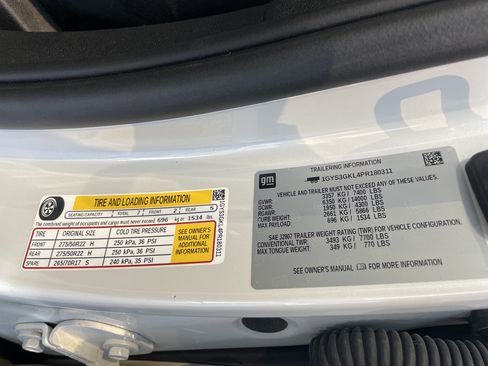 TIRE AND LOADING INFORMATION
SEATING CAPACITY TOTAL 7 FRONT 2 REAR 5
The combined weight of occupants and cargo must never exceed 696 kg or 1534 lbs.
TIRE ORIGINAL SIZE COLD TIRE PRESSURE
FRONT 275/50R22 H 250 kPa, 36 PSI
REAR 275/50R22 H 250 kPa, 36 PSI
SPARE 265/70R17 S 240 kPa, 35 PSI
SEE OWNER'S
MANUAL FOR
ADDITIONAL
INFORMATION
1GYS3GKL4PR180311
gm
TRAILERING INFORMATION
1GYS3GKL4PR180311
VEHICLE AND TRAILER MUST NOT EXCEED ANY OF THESE VALUES.
GVWR: 3357 KG / 7400 LBS
GCWR: 6350 KG / 14000 LBS
RGAWR: 1950 KG / 4300 LBS
CURB WEIGHT: 2661 KG / 5866 LBS
MAX PAYLOAD: 696 KG / 1534 LBS
SAE J2807 TRAILER WEIGHT RATING (TWR) FOR VEHICLE CONFIGURATION.
CONVENTIONAL TWR: 3493 KG / 7700 LBS
MAX TONGUE WEIGHT: 349 KG / 770 LBS
SEE OWNER'S MANUAL FOR MORE INFORMATION